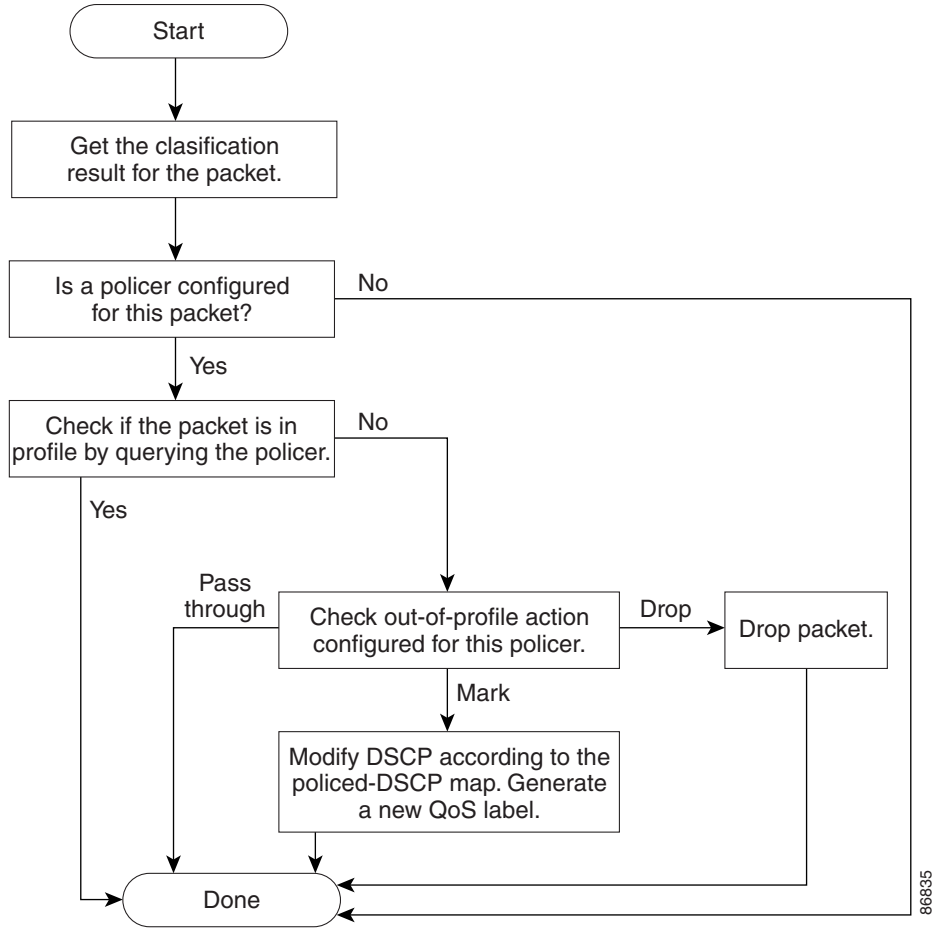 Start
Get the clasification
result for the packet.
Is a policer configured
for this packet?
No
Yes
Check if the packet is in
profile by querying the policer.
No
Yes
Pass
through
Check out-of-profile action
configured for this policer.
Drop
Drop packet.
Mark
Modify DSCP according to the
policed-DSCP map. Generate
a new QoS label.
Done
86835